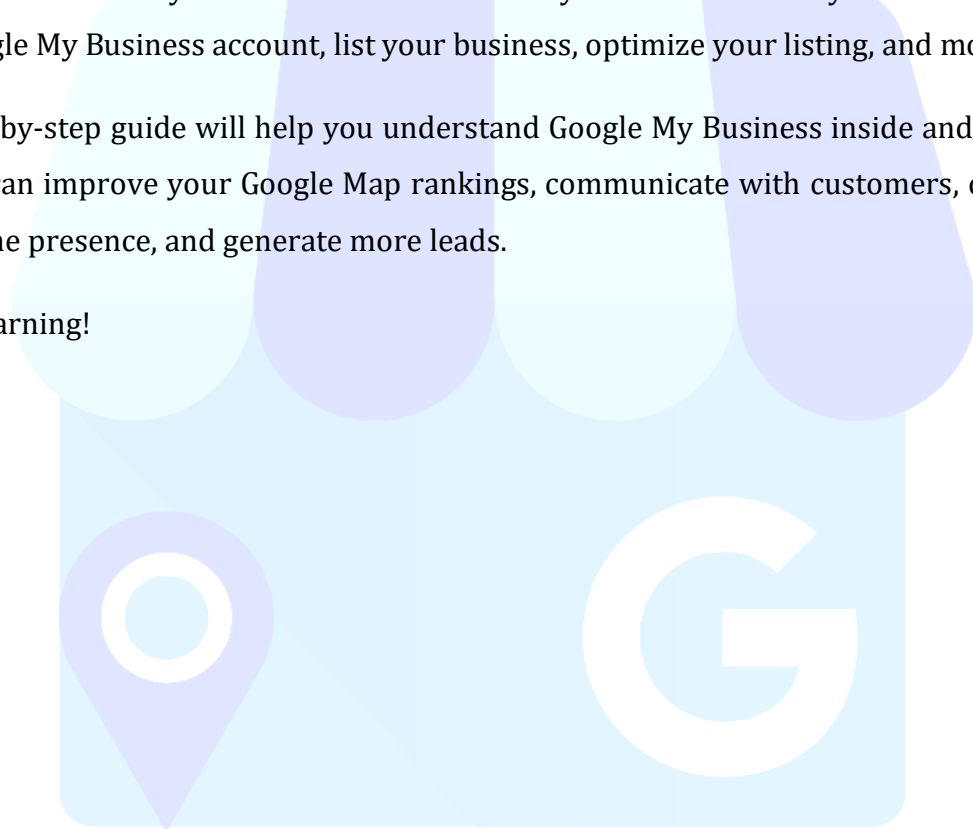 gle My Business account, list your business, optimize your listing, and mo
by-step guide will help you understand Google My Business inside and
can improve your Google Map rankings, communicate with customers,
ne presence, and generate more leads.
arning!
G